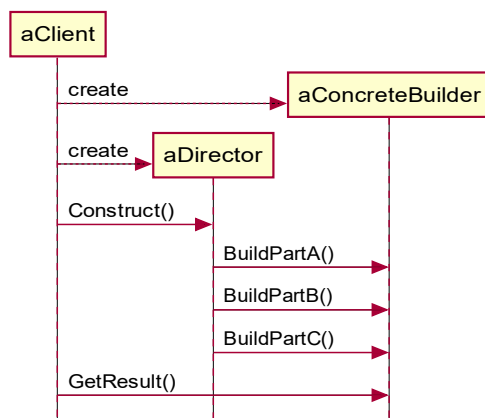 aClient
create
aConcreteBuilder
create
aDirector
Construct()
BuildPartA()
BuildPartB()
BuildPartC()
GetResult()